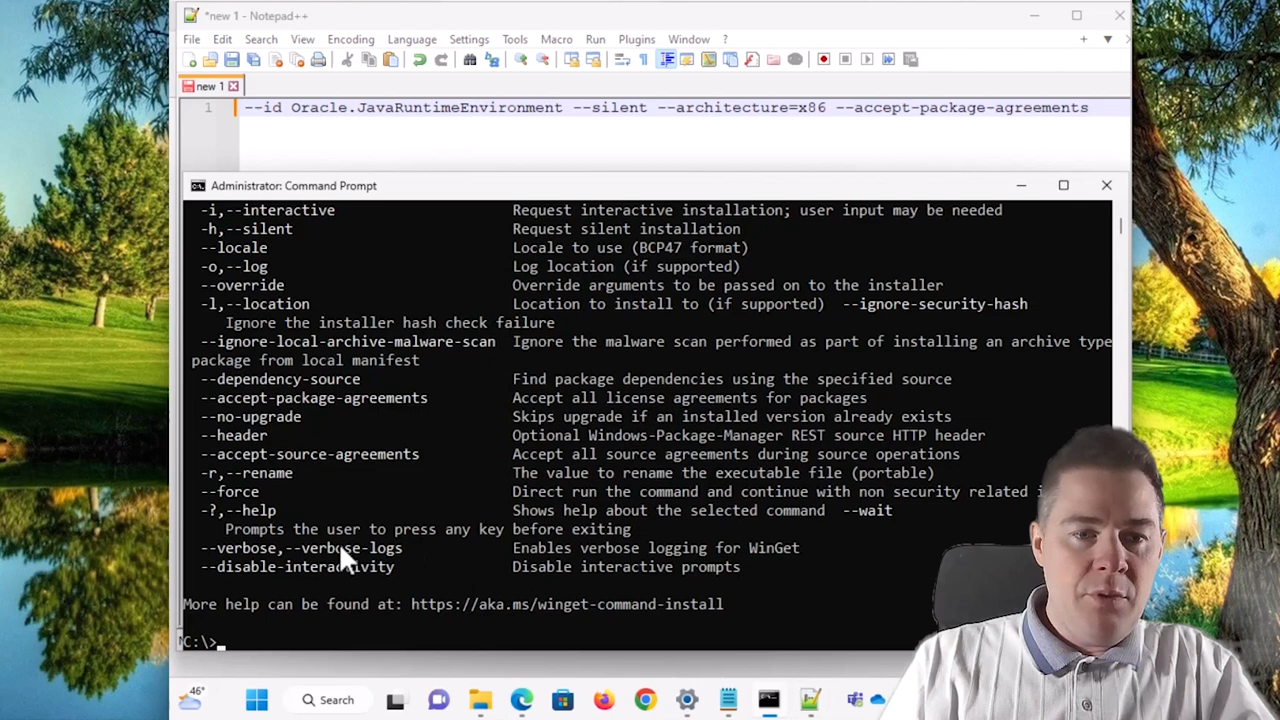 *new 1 - Notepad++
File Edit Search View Encoding Language Settings Tools Macro Run Plugins Window ?
new 1
1 --id Oracle.JavaRuntimeEnvironment --silent --architecture=x86 --accept-package-agreements
Administrator: Command Prompt
-i,--interactive Request interactive installation; user input may be needed
-h,--silent Request silent installation
--locale Locale to use (BCP47 format)
-o,--log Log location (if supported)
--override Override arguments to be passed on to the installer
-l,--location Location to install to (if supported) --ignore-security-hash
Ignore the installer hash check failure
--ignore-local-archive-malware-scan Ignore the malware scan performed as part of installing an archive type
package from local manifest
--dependency-source Find package dependencies using the specified source
--accept-package-agreements Accept all license agreements for packages
--no-upgrade Skips upgrade if an installed version already exists
--header Optional Windows-Package-Manager REST source HTTP header
--accept-source-agreements Accept all source agreements during source operations
-r,--rename The value to rename the executable file (portable)
--force Direct run the command and continue with non security related
-?,--help Shows help about the selected command --wait
Prompts the user to press any key before exiting
--verbose,--verbose-logs Enables verbose logging for WinGet
--disable-interactivity Disable interactive prompts
More help can be found at: https://aka.ms/winget-command-install
C:\>
46°
Search